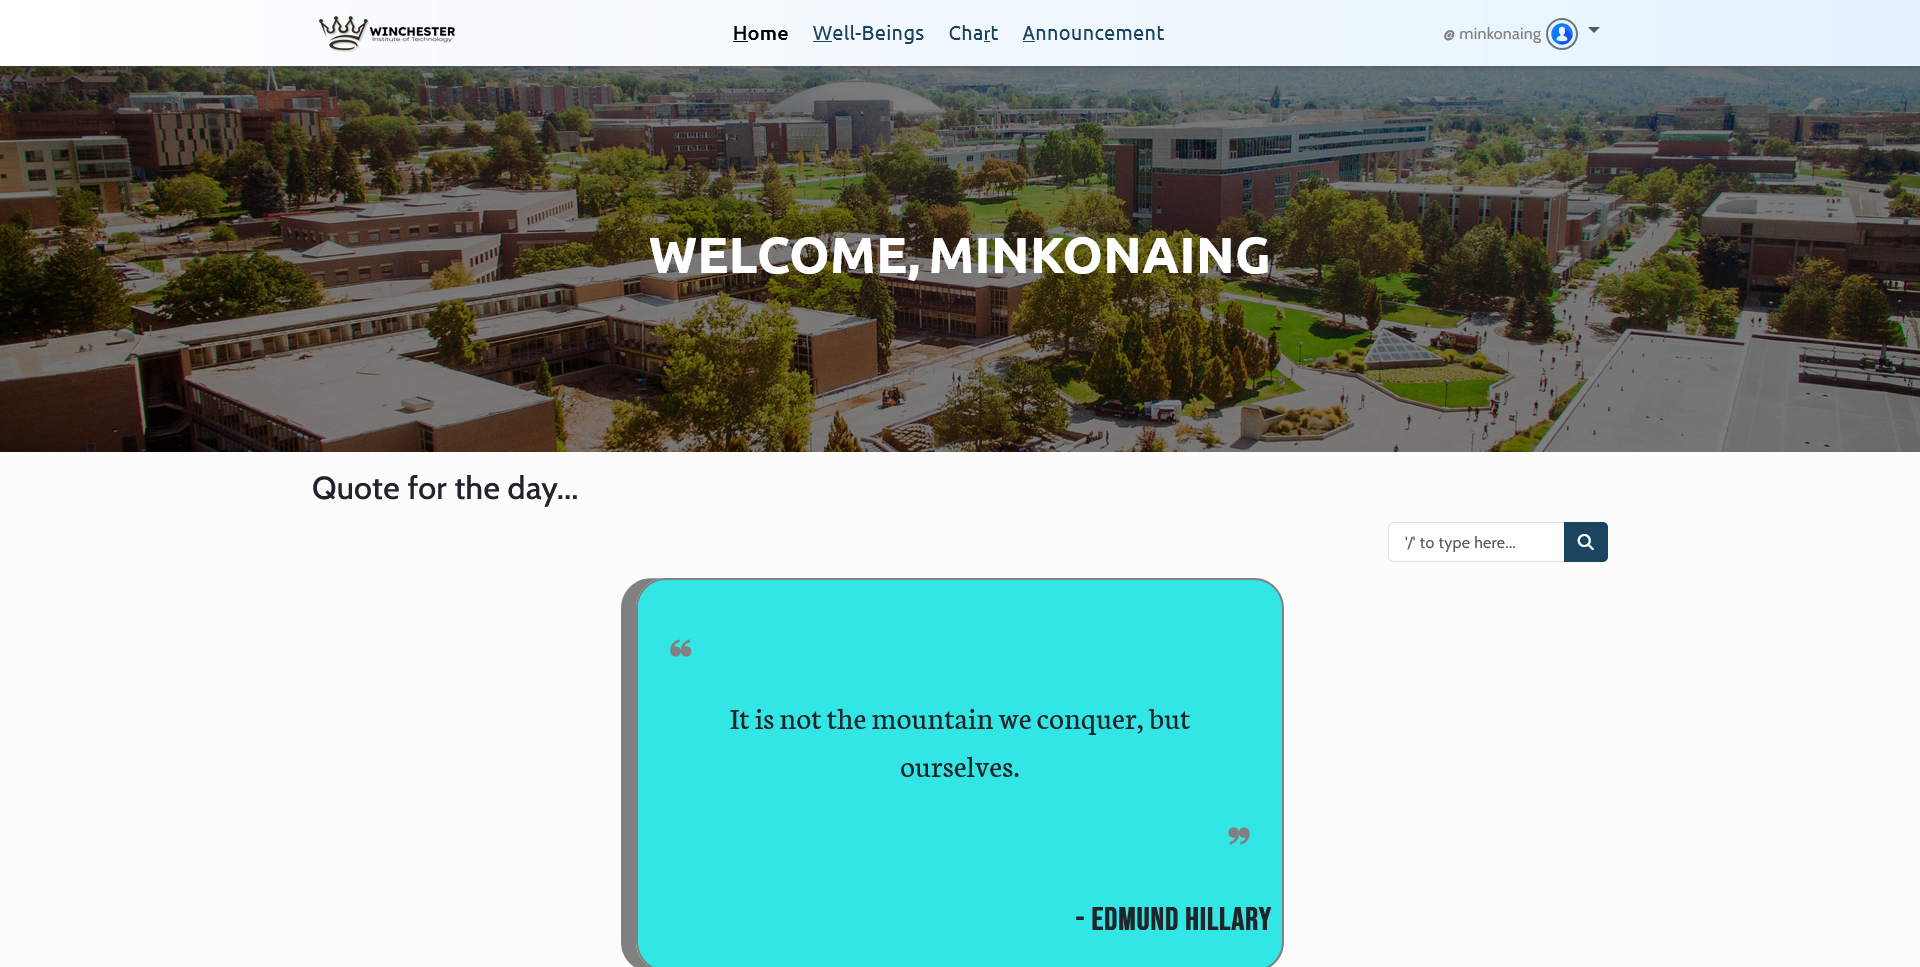 WINCHESTER
Institute of Technology
Home
Well-Beings
Chart
Announcement
@ minkonaing
WELCOME, MINKONAING
Quote for the day...
'/' to type here...
“
It is not the mountain we conquer, but
ourselves.
”
- EDMUND HILLARY